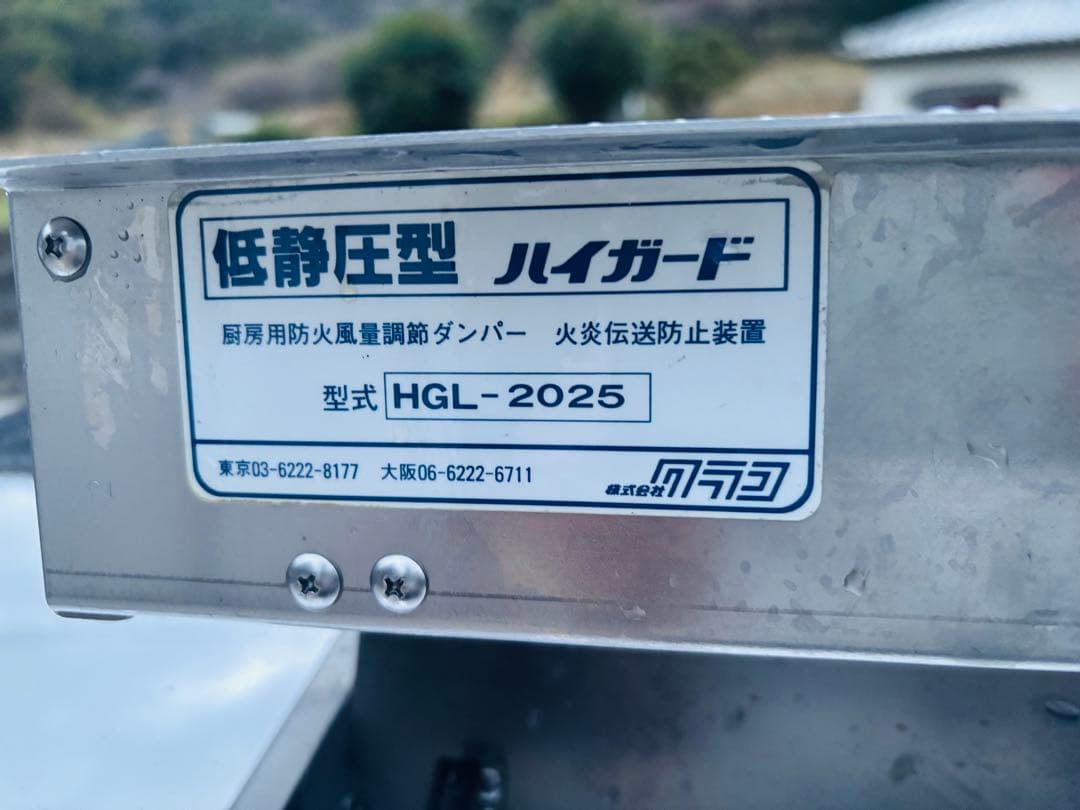 低静圧型 ハイガード
厨房用防火風量調節ダンパー 火炎伝送防止装置
型式 HGL-2025
東京03-6222-8177 大阪06-6222-6711 株式会社クラコ